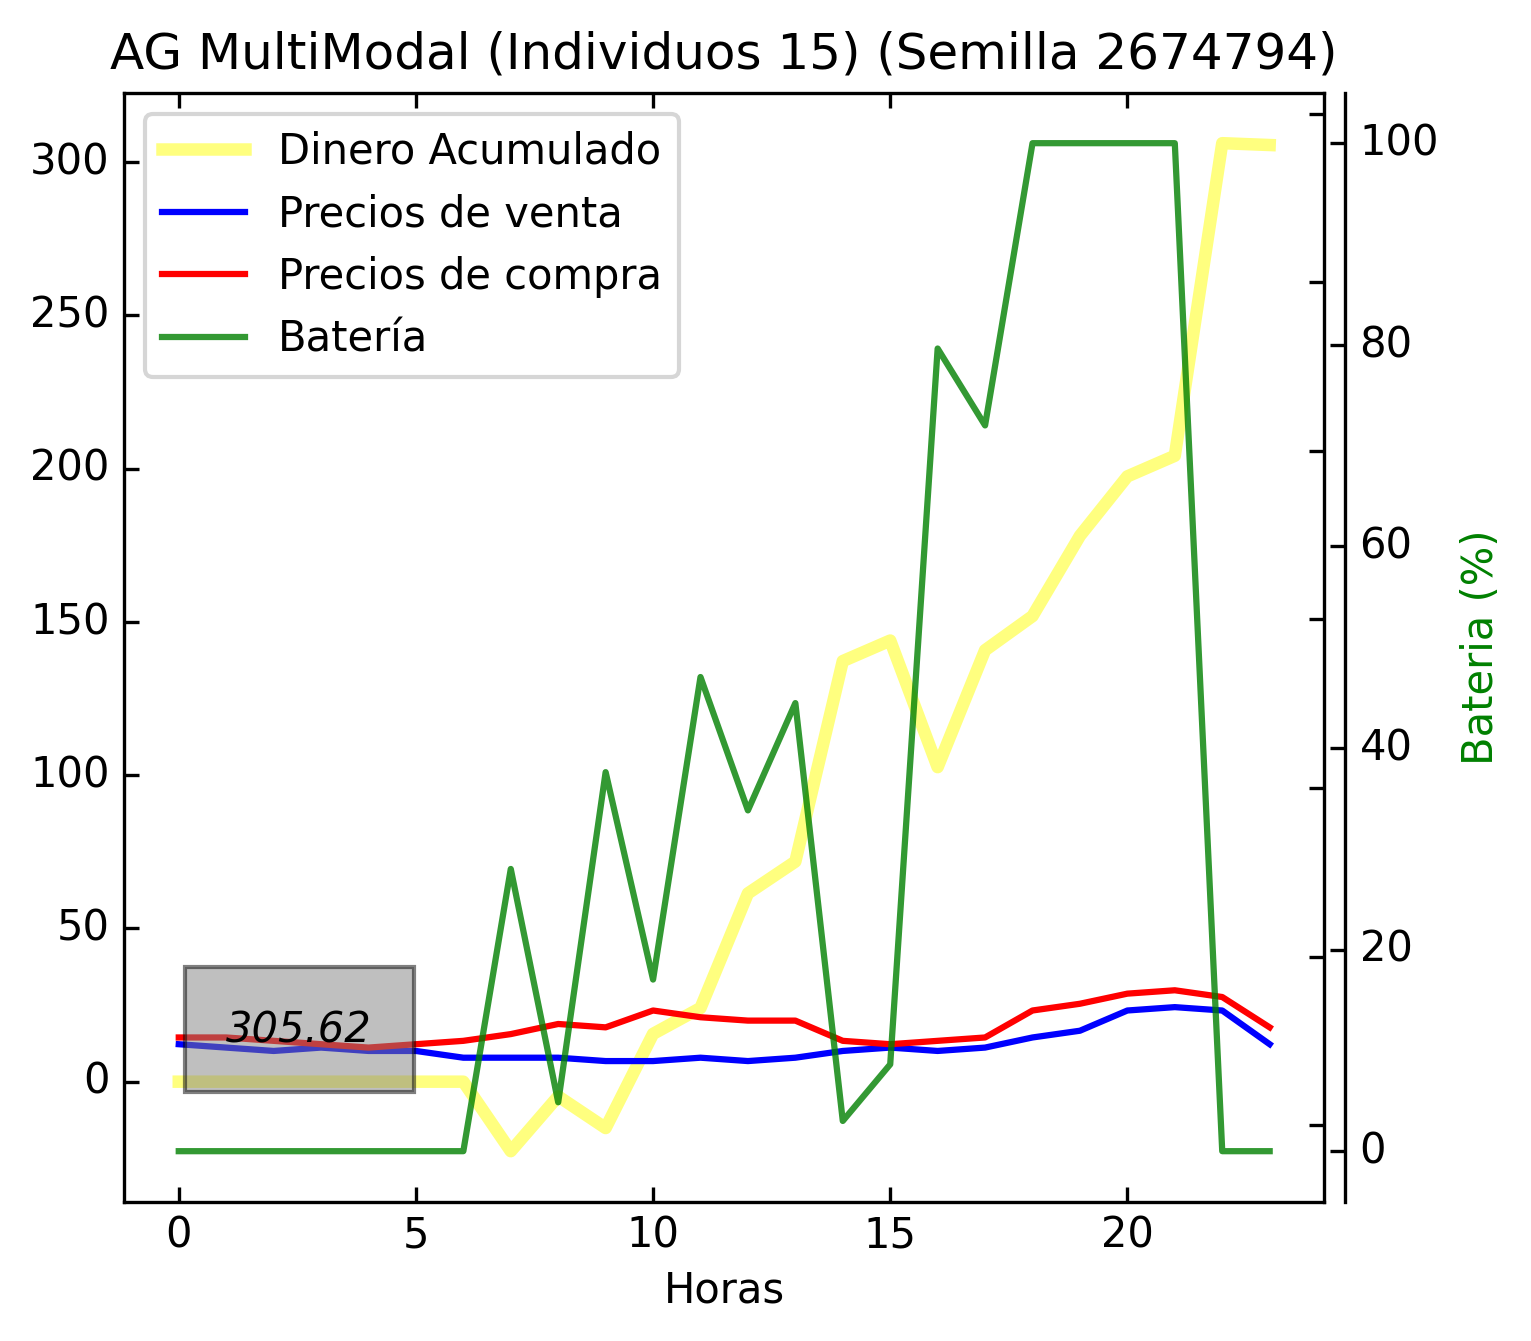 AG MultiModal (Individuos 15) (Semilla 2674794)
Dinero Acumulado
Precios de venta
Precios de compra
Batería
300
250
200
150
100
50
0
305.62
100
80
60
40
20
0
Bateria (%)
0 5 10 15 20
Horas